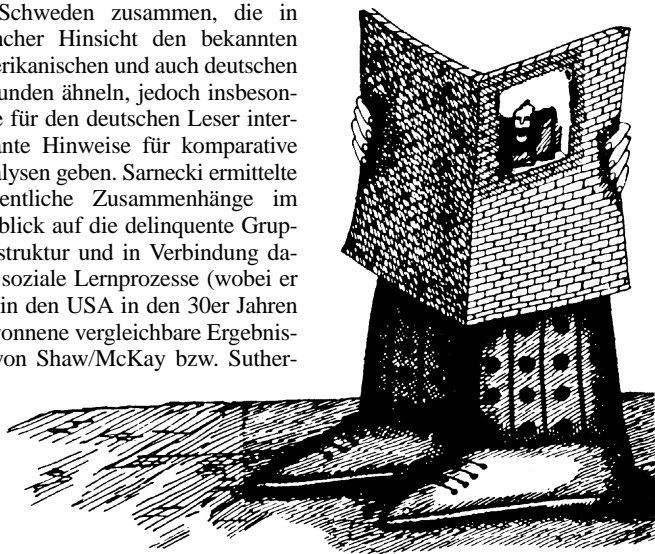 Schweden zusammen, die in
ncher Hinsicht den bekannten
erikanischen und auch deutschen
unden ähneln, jedoch insbeson-
e für den deutschen Leser inter-
ante Hinweise für komparative
alysen geben. Sarnecki ermittelte
entliche Zusammenhänge im
blick auf die delinquente Grup-
struktur und in Verbindung da-
soziale Lernprozesse (wobei er
in den USA in den 30er Jahren
vonnene vergleichbare Ergebnis-
von Shaw/McKay bzw. Suther-